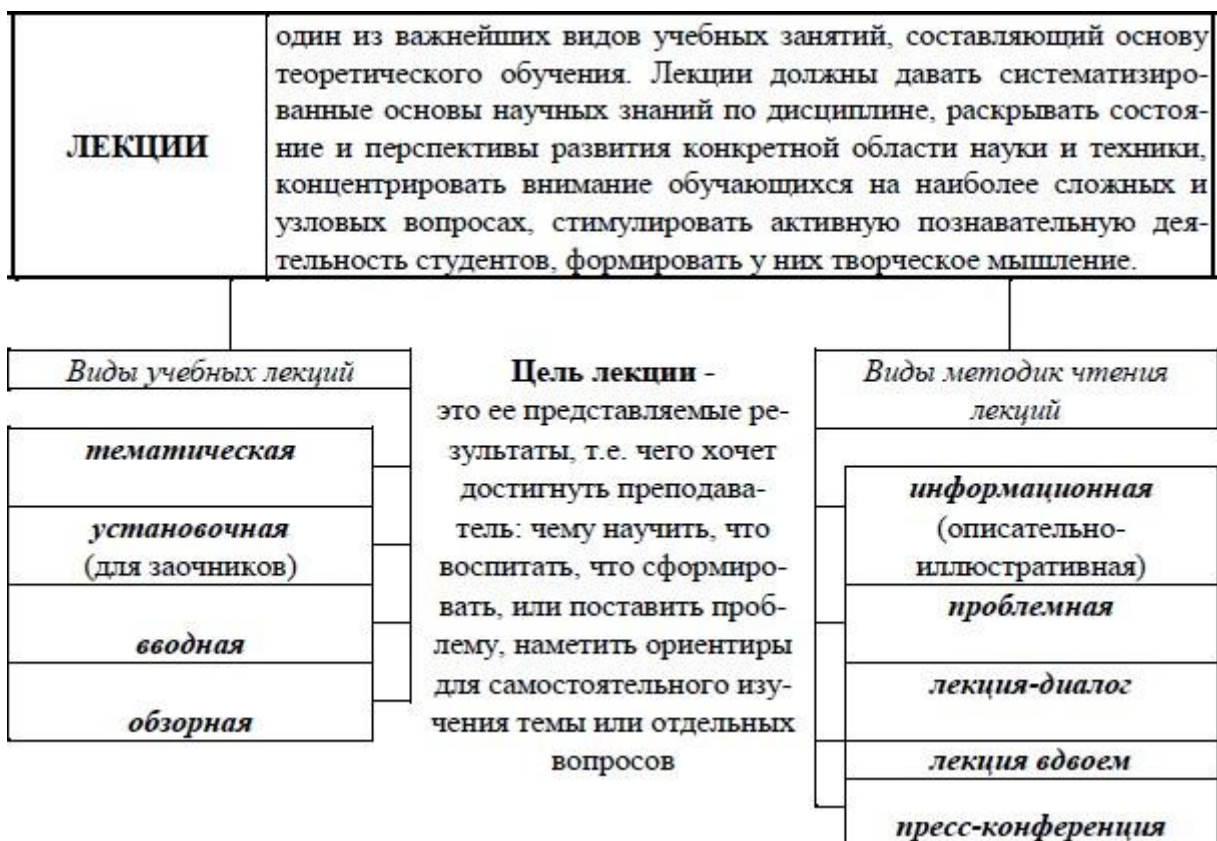 ЛЕКЦИИ
один из важнейших видов учебных занятий, составляющий основу
теоретического обучения. Лекции должны давать систематизиро-
ванные основы научных знаний по дисциплине, раскрывать состоя-
ние и перспективы развития конкретной области науки и техники,
концентрировать внимание обучающихся на наиболее сложных и
узловых вопросах, стимулировать активную познавательную дея-
тельность студентов, формировать у них творческое мышление.
Виды учебных лекций
тематическая
установочная
(для заочников)
вводная
обзорная
Цель лекции -
это ее представляемые ре-
зультаты, т.е. чего хочет
достигнуть преподава-
тель: чему научить, что
воспитать, что сформиро-
вать, или поставить проб-
лему, наметить ориентиры
для самостоятельного изу-
чения темы или отдельных
вопросов
Виды методик чтения
лекций
информационная
(описательно-
иллюстративная)
проблемная
лекция-диалог
лекция вдвоем
пресс-конференция